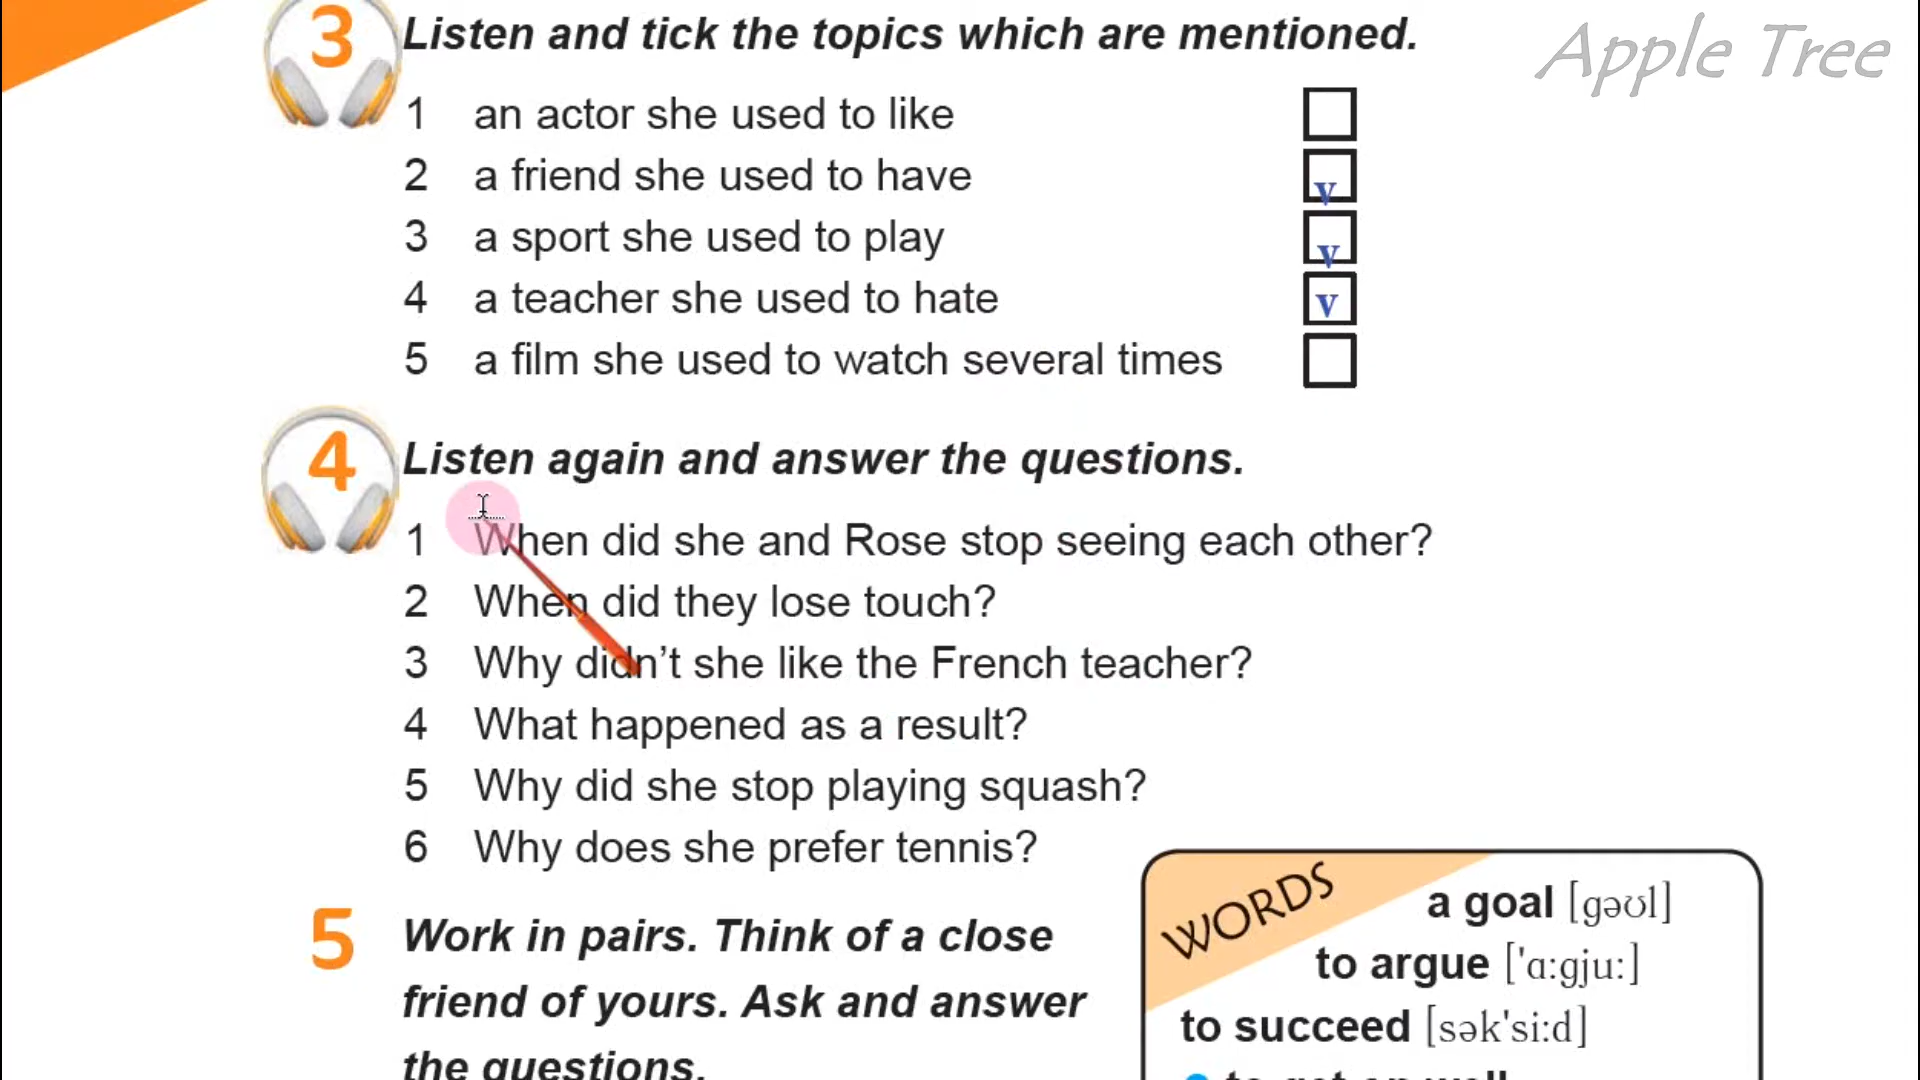 3 Listen and tick the topics which are mentioned.
Apple Tree
1 an actor she used to like
2 a friend she used to have v
3 a sport she used to play v
4 a teacher she used to hate v
5 a film she used to watch several times
4 Listen again and answer the questions.
1 When did she and Rose stop seeing each other?
2 When did they lose touch?
3 Why didn't she like the French teacher?
4 What happened as a result?
5 Why did she stop playing squash?
6 Why does she prefer tennis?
5 Work in pairs. Think of a close
friend of yours. Ask and answer
the questions.
WORDS
a goal [gəʊl]
to argue ['ɑ:gju:]
to succeed [sək'si:d]
to get on well